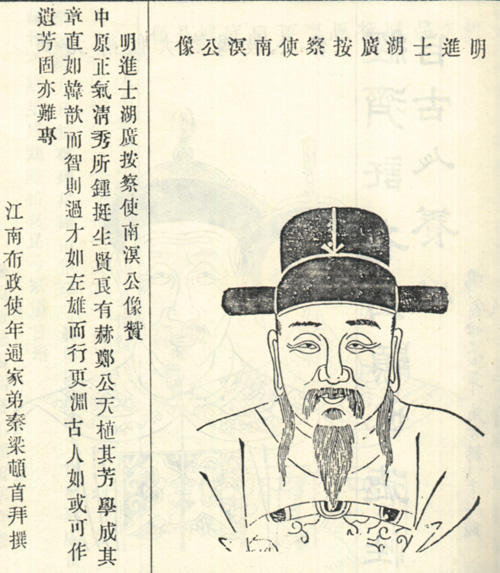 明進士湖廣按察使南溟公像
明進士湖廣按察使南溟公像贊
中原正氣清秀所鍾挺生賢良有赫鄭公天植其芳學成其
章直如韓歆而智則過才如左雄而行更淵古人如或可作
遺芳固亦難專
江南布政使年通家弟秦梁頓首拜撰